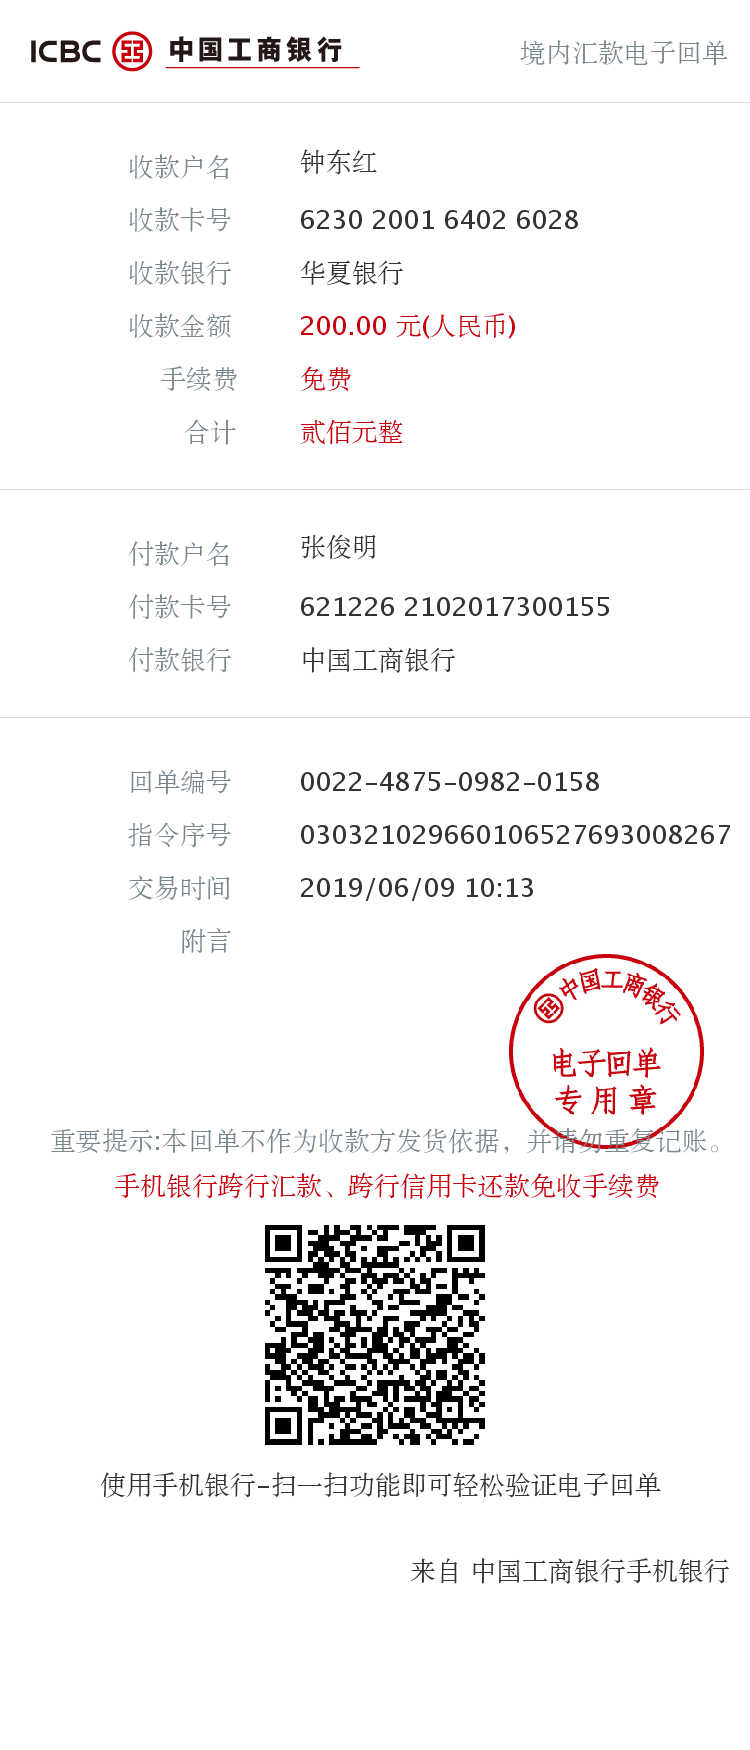 ICBC 中国工商银行 境内汇款电子回单
收款户名 钟东红
收款卡号 6230 2001 6402 6028
收款银行 华夏银行
收款金额 200.00 元(人民币)
手续费 免费
合计 贰佰元整
付款户名 张俊明
付款卡号 621226 2102017300155
付款银行 中国工商银行
回单编号 0022-4875-0982-0158
指令序号 030321029660106527693008267
交易时间 2019/06/09 10:13
附言
中国工商银行
电子回单
专用章
重要提示:本回单不作为收款方发货依据，并请勿重复记账。
手机银行跨行汇款、跨行信用卡还款免收手续费
使用手机银行-扫一扫功能即可轻松验证电子回单
来自 中国工商银行手机银行